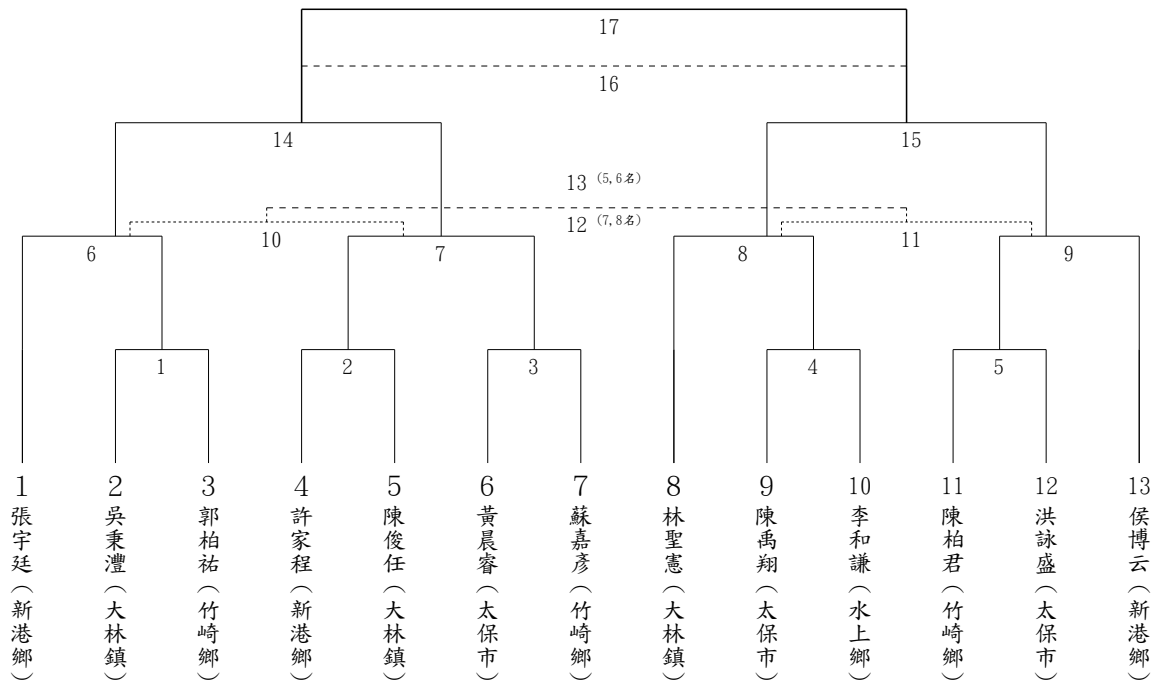 17
16
14
15
13 (5,6名)
12 (7,8名)
10
11
6
7
8
9
1
2
3
4
5
1 張宇廷（新港鄉）
2 吳秉澧（大林鎮）
3 郭柏祐（竹崎鄉）
4 許家程（新港鄉）
5 陳俊任（大林鎮）
6 黃晨睿（太保市）
7 蘇嘉彥（竹崎鄉）
8 林聖憲（大林鎮）
9 陳禹翔（太保市）
10 李和謙（水上鄉）
11 陳柏君（竹崎鄉）
12 洪詠盛（太保市）
13 侯博云（新港鄉）